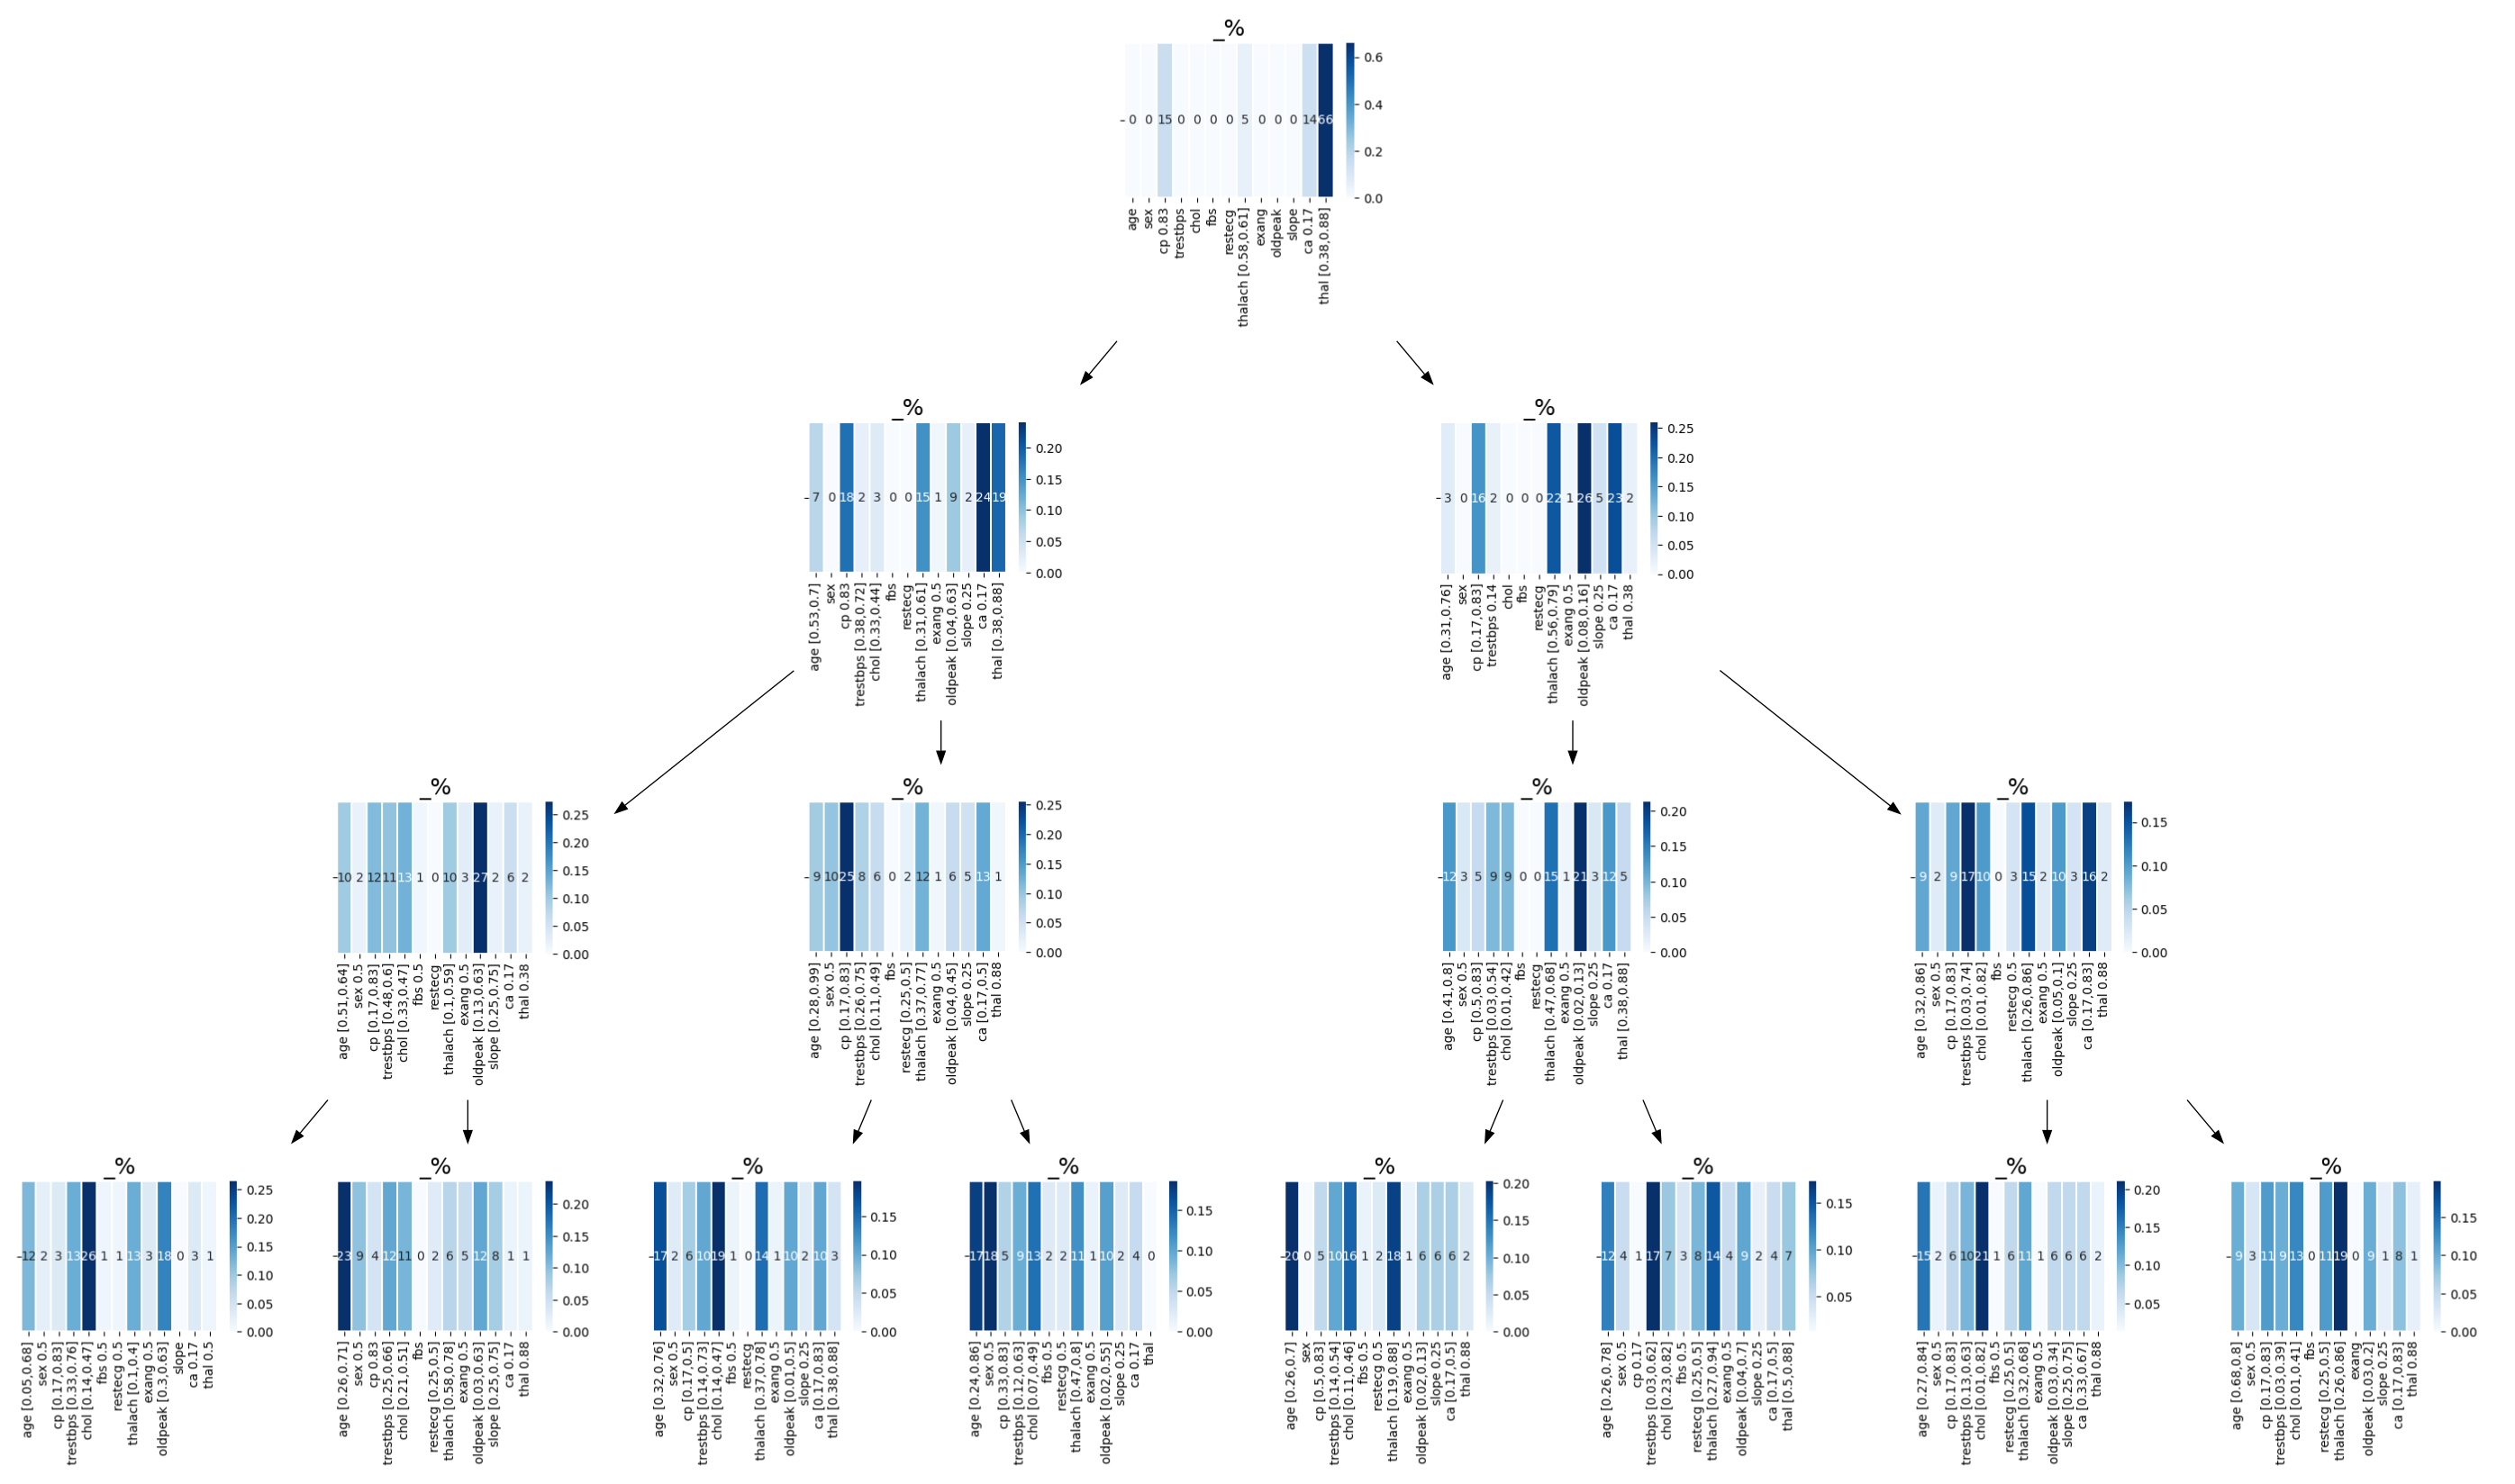 _%
0 0 15 0 0 0 0 5 0 0 0 14 66
0.6
0.4
0.2
0.0
age
sex
cp 0.83
trestbps
chol
fbs
restecg
thalach [0.58,0.61]
exang
oldpeak
slope
ca 0.17
thal [0.38,0.88]
_%
7 0 18 2 3 0 0 15 1 9 2 24 19
0.20
0.15
0.10
0.05
0.00
age [0.53,0.7]
sex
cp 0.83
trestbps [0.38,0.72]
chol [0.33,0.44]
fbs
restecg
thalach [0.31,0.61]
exang 0.5
oldpeak [0.04,0.63]
slope 0.25
ca 0.17
thal [0.38,0.88]
_%
3 0 16 2 0 0 0 22 1 26 5 23 2
0.25
0.20
0.15
0.10
0.05
0.00
age [0.31,0.76]
sex
cp [0.17,0.83]
trestbps 0.14
chol
fbs
restecg
thalach [0.56,0.79]
exang 0.5
oldpeak [0.08,0.16]
slope 0.25
ca 0.17
thal 0.38
_%
10 2 12 11 13 1 0 10 3 27 2 6 2
0.25
0.20
0.15
0.10
0.05
0.00
age [0.51,0.64]
sex 0.5
cp [0.17,0.83]
trestbps [0.48,0.6]
chol [0.33,0.47]
fbs 0.5
restecg
thalach [0.1,0.59]
exang 0.5
oldpeak [0.13,0.63]
slope [0.25,0.75]
ca 0.17
thal 0.38
_%
9 10 25 8 6 0 2 12 1 6 5 13 1
0.25
0.20
0.15
0.10
0.05
0.00
age [0.28,0.99]
sex 0.5
cp [0.17,0.83]
trestbps [0.26,0.75]
chol [0.11,0.49]
fbs
restecg [0.25,0.5]
thalach [0.37,0.77]
exang 0.5
oldpeak [0.04,0.45]
slope 0.25
ca [0.17,0.5]
thal 0.88
_%
12 3 5 9 9 0 0 15 1 21 3 12 5
0.20
0.15
0.10
0.05
0.00
age [0.41,0.8]
sex 0.5
cp [0.5,0.83]
trestbps [0.03,0.54]
chol [0.01,0.42]
fbs
restecg
thalach [0.47,0.68]
exang 0.5
oldpeak [0.02,0.13]
slope 0.25
ca 0.17
thal [0.38,0.88]
_%
9 2 9 17 10 0 3 15 2 10 3 16 2
0.15
0.10
0.05
0.00
age [0.32,0.86]
sex 0.5
cp [0.17,0.83]
trestbps [0.03,0.74]
chol [0.01,0.82]
fbs
restecg 0.5
thalach [0.26,0.86]
exang 0.5
oldpeak [0.05,0.1]
slope 0.25
ca [0.17,0.83]
thal 0.88
_%
12 2 3 13 26 1 1 13 3 18 0 3 1
0.25
0.20
0.15
0.10
0.05
0.00
age [0.05,0.68]
sex 0.5
cp [0.17,0.83]
trestbps [0.33,0.76]
chol [0.14,0.47]
fbs 0.5
restecg 0.5
thalach [0.1,0.4]
exang 0.5
oldpeak [0.3,0.63]
slope
ca 0.17
thal 0.5
_%
23 9 4 12 11 0 2 6 5 12 8 1 1
0.20
0.15
0.10
0.05
0.00
age [0.26,0.71]
sex 0.5
cp 0.83
trestbps [0.25,0.66]
chol [0.21,0.51]
fbs
restecg [0.25,0.5]
thalach [0.58,0.78]
exang 0.5
oldpeak [0.03,0.63]
slope [0.25,0.75]
ca 0.17
thal 0.88
_%
17 2 6 10 19 1 0 14 1 10 2 10 3
0.15
0.10
0.05
0.00
age [0.32,0.76]
sex 0.5
cp [0.17,0.5]
trestbps [0.14,0.73]
chol [0.14,0.47]
fbs 0.5
restecg
thalach [0.37,0.78]
exang 0.5
oldpeak [0.01,0.5]
slope 0.25
ca [0.17,0.83]
thal [0.38,0.88]
_%
17 18 5 9 13 2 2 11 1 10 2 4 0
0.15
0.10
0.05
0.00
age [0.24,0.86]
sex 0.5
cp [0.33,0.83]
trestbps [0.12,0.63]
chol [0.07,0.49]
fbs 0.5
restecg 0.5
thalach [0.47,0.8]
exang 0.5
oldpeak [0.02,0.55]
slope 0.25
ca 0.17
thal
_%
20 0 5 10 16 1 2 18 1 6 6 6 2
0.20
0.15
0.10
0.05
0.00
age [0.26,0.7]
sex
cp [0.5,0.83]
trestbps [0.14,0.54]
chol [0.11,0.46]
fbs 0.5
restecg 0.5
thalach [0.19,0.88]
exang 0.5
oldpeak [0.02,0.13]
slope 0.25
ca [0.17,0.5]
thal 0.88
_%
12 4 1 17 7 3 8 14 4 9 2 4 7
0.15
0.10
0.05
age [0.26,0.78]
sex 0.5
cp 0.17
trestbps [0.03,0.62]
chol [0.23,0.82]
fbs 0.5
restecg [0.25,0.5]
thalach [0.27,0.94]
exang 0.5
oldpeak [0.04,0.7]
slope 0.25
ca [0.17,0.5]
thal [0.5,0.88]
_%
15 2 6 10 21 1 6 11 1 6 6 6 2
0.20
0.15
0.10
0.05
age [0.27,0.84]
sex 0.5
cp [0.17,0.83]
trestbps [0.13,0.63]
chol [0.01,0.82]
fbs 0.5
restecg [0.25,0.5]
thalach [0.32,0.68]
exang 0.5
oldpeak [0.03,0.34]
slope [0.25,0.75]
ca [0.33,0.67]
thal 0.88
_%
9 3 11 9 13 0 11 19 0 9 1 8 1
0.15
0.10
0.05
0.00
age [0.68,0.8]
sex 0.5
cp [0.17,0.83]
trestbps [0.03,0.39]
chol [0.01,0.41]
fbs
restecg [0.25,0.5]
thalach [0.26,0.86]
exang
oldpeak [0.03,0.2]
slope 0.25
ca [0.17,0.83]
thal 0.88